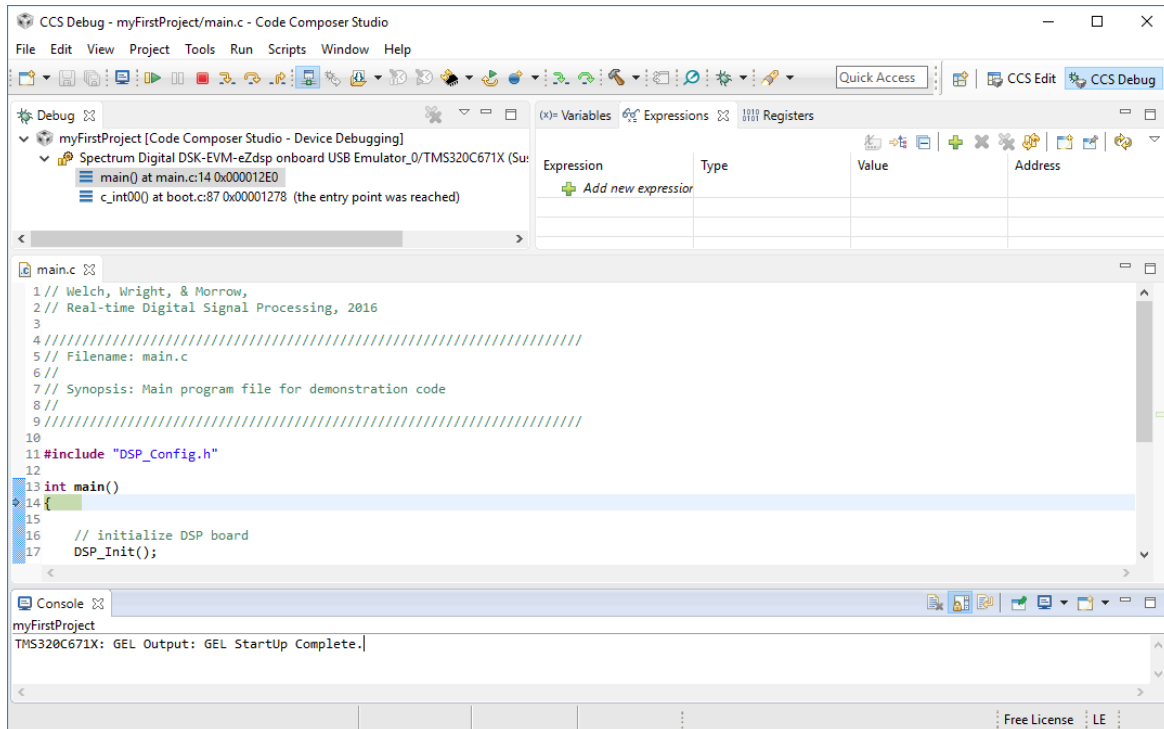 CCS Debug - myFirstProject/main.c - Code Composer Studio
File Edit View Project Tools Run Scripts Window Help
Quick Access CCS Edit CCS Debug
Debug
myFirstProject [Code Composer Studio - Device Debugging]
Spectrum Digital DSK-EVM-eZdsp onboard USB Emulator_0/TMS320C671X (Su
main() at main.c:14 0x000012E0
c_int00() at boot.c:87 0x00001278 (the entry point was reached)
(x)= Variables Expressions 1010 0101 Registers
Expression Type Value Address
Add new expression
main.c
1 // Welch, Wright, & Morrow,
2 // Real-time Digital Signal Processing, 2016
3
4 ///////////////////////////////////////////////////////////////////////
5 // Filename: main.c
6 //
7 // Synopsis: Main program file for demonstration code
8 //
9 ///////////////////////////////////////////////////////////////////////
10
11 #include "DSP_Config.h"
12
13 int main()
14 {
15
16 // initialize DSP board
17 DSP_Init();
Console
myFirstProject
TMS320C671X: GEL Output: GEL StartUp Complete.
Free License LE